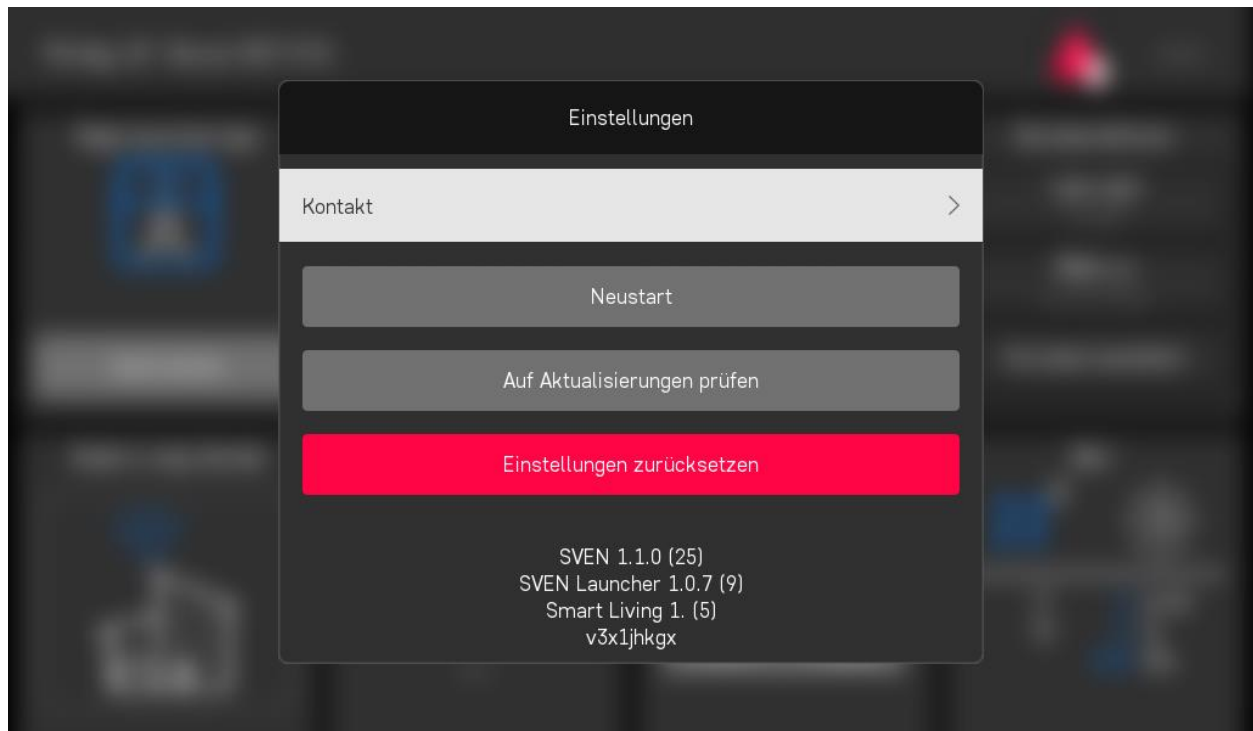 Einstellungen
Kontakt
Neustart
Auf Aktualisierungen prüfen
Einstellungen zurücksetzen
SVEN 1.1.0 (25)
SVEN Launcher 1.0.7 (9)
Smart Living 1. (5)
v3x1jhkgx